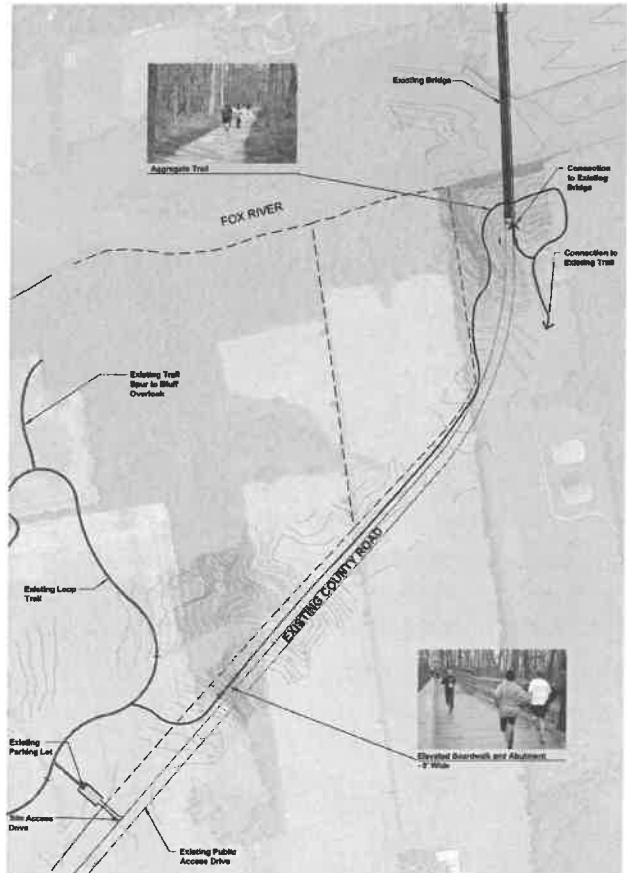 Existing Bridge
Aggregate Trail
Connection
to Existing
Bridge
FOX RIVER
Connection to
Existing Trail
Existing Trail
Spur to Bluff
Overlook
EXISTING COUNTY ROAD
Existing Loop
Trail
Elevated Boardwalk and Abutment
Wide
Existing
Parking Lot
Site Access
Drive
Existing Public
Access Drive